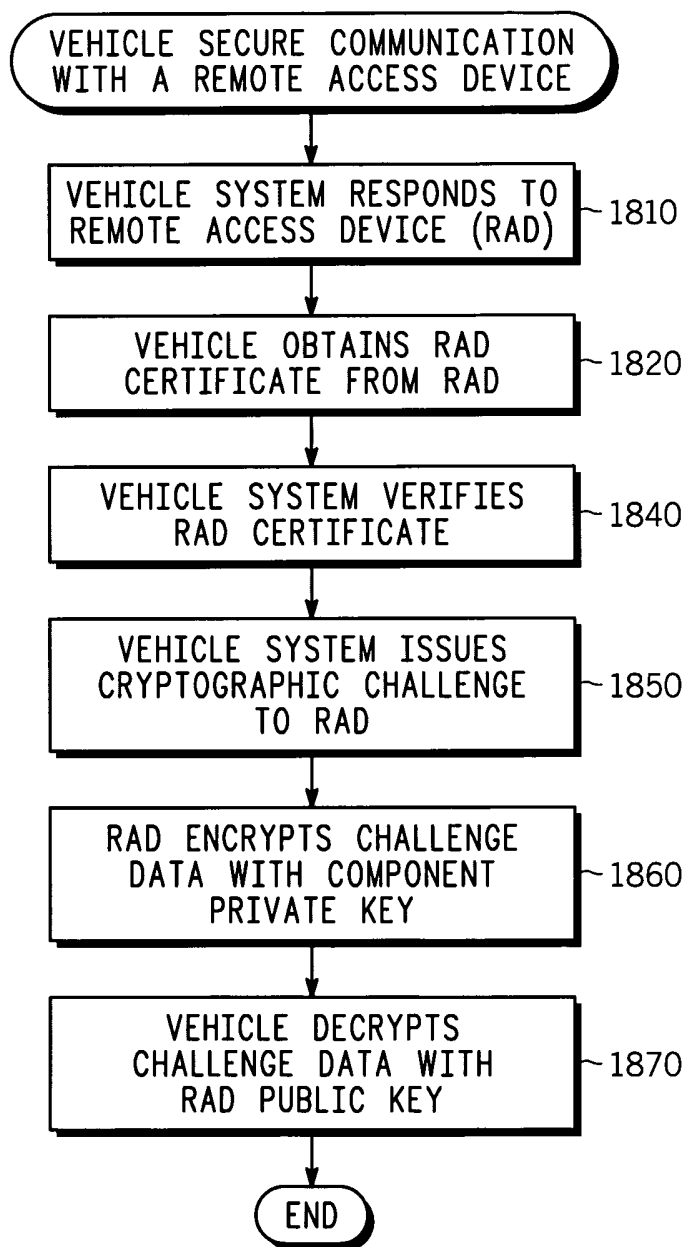 VEHICLE SECURE COMMUNICATION
WITH A REMOTE ACCESS DEVICE
VEHICLE SYSTEM RESPONDS TO
REMOTE ACCESS DEVICE (RAD)
1810
VEHICLE OBTAINS RAD
CERTIFICATE FROM RAD
1820
VEHICLE SYSTEM VERIFIES
RAD CERTIFICATE
1840
VEHICLE SYSTEM ISSUES
CRYPTOGRAPHIC CHALLENGE
TO RAD
1850
RAD ENCRYPTS CHALLENGE
DATA WITH COMPONENT
PRIVATE KEY
1860
VEHICLE DECRYPTS
CHALLENGE DATA WITH
RAD PUBLIC KEY
1870
END